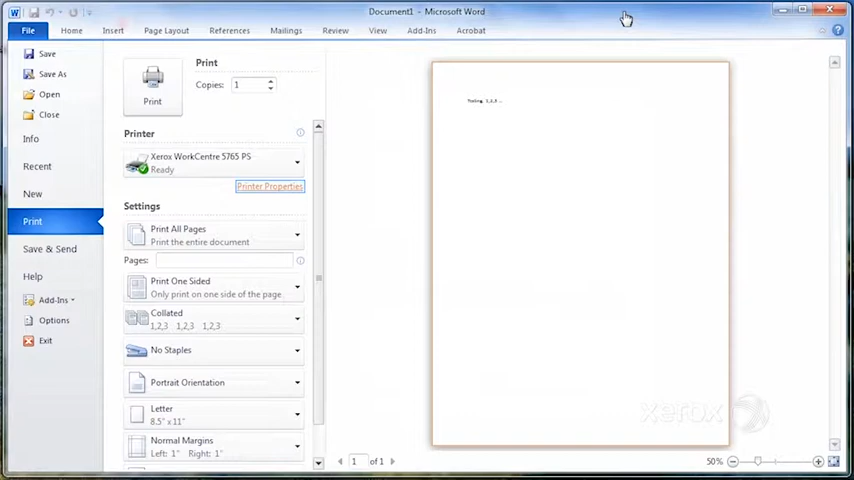 Document1 - Microsoft Word
File Home Insert Page Layout References Mailings Review View Add-Ins Acrobat
Save
Save As
Open
Close
Info
Recent
New
Print
Save & Send
Help
Add-Ins
Options
Exit
Print
Print
Copies: 1
Printer
Xerox WorkCentre 5765 PS
Ready
Printer Properties
Settings
Print All Pages
Print the entire document
Pages:
Print One Sided
Only print on one side of the page
Collated
1,2,3 1,2,3 1,2,3
No Staples
Portrait Orientation
Letter
8.5" x 11"
Normal Margins
Left: 1" Right: 1"
1 of 1
50%
xerox